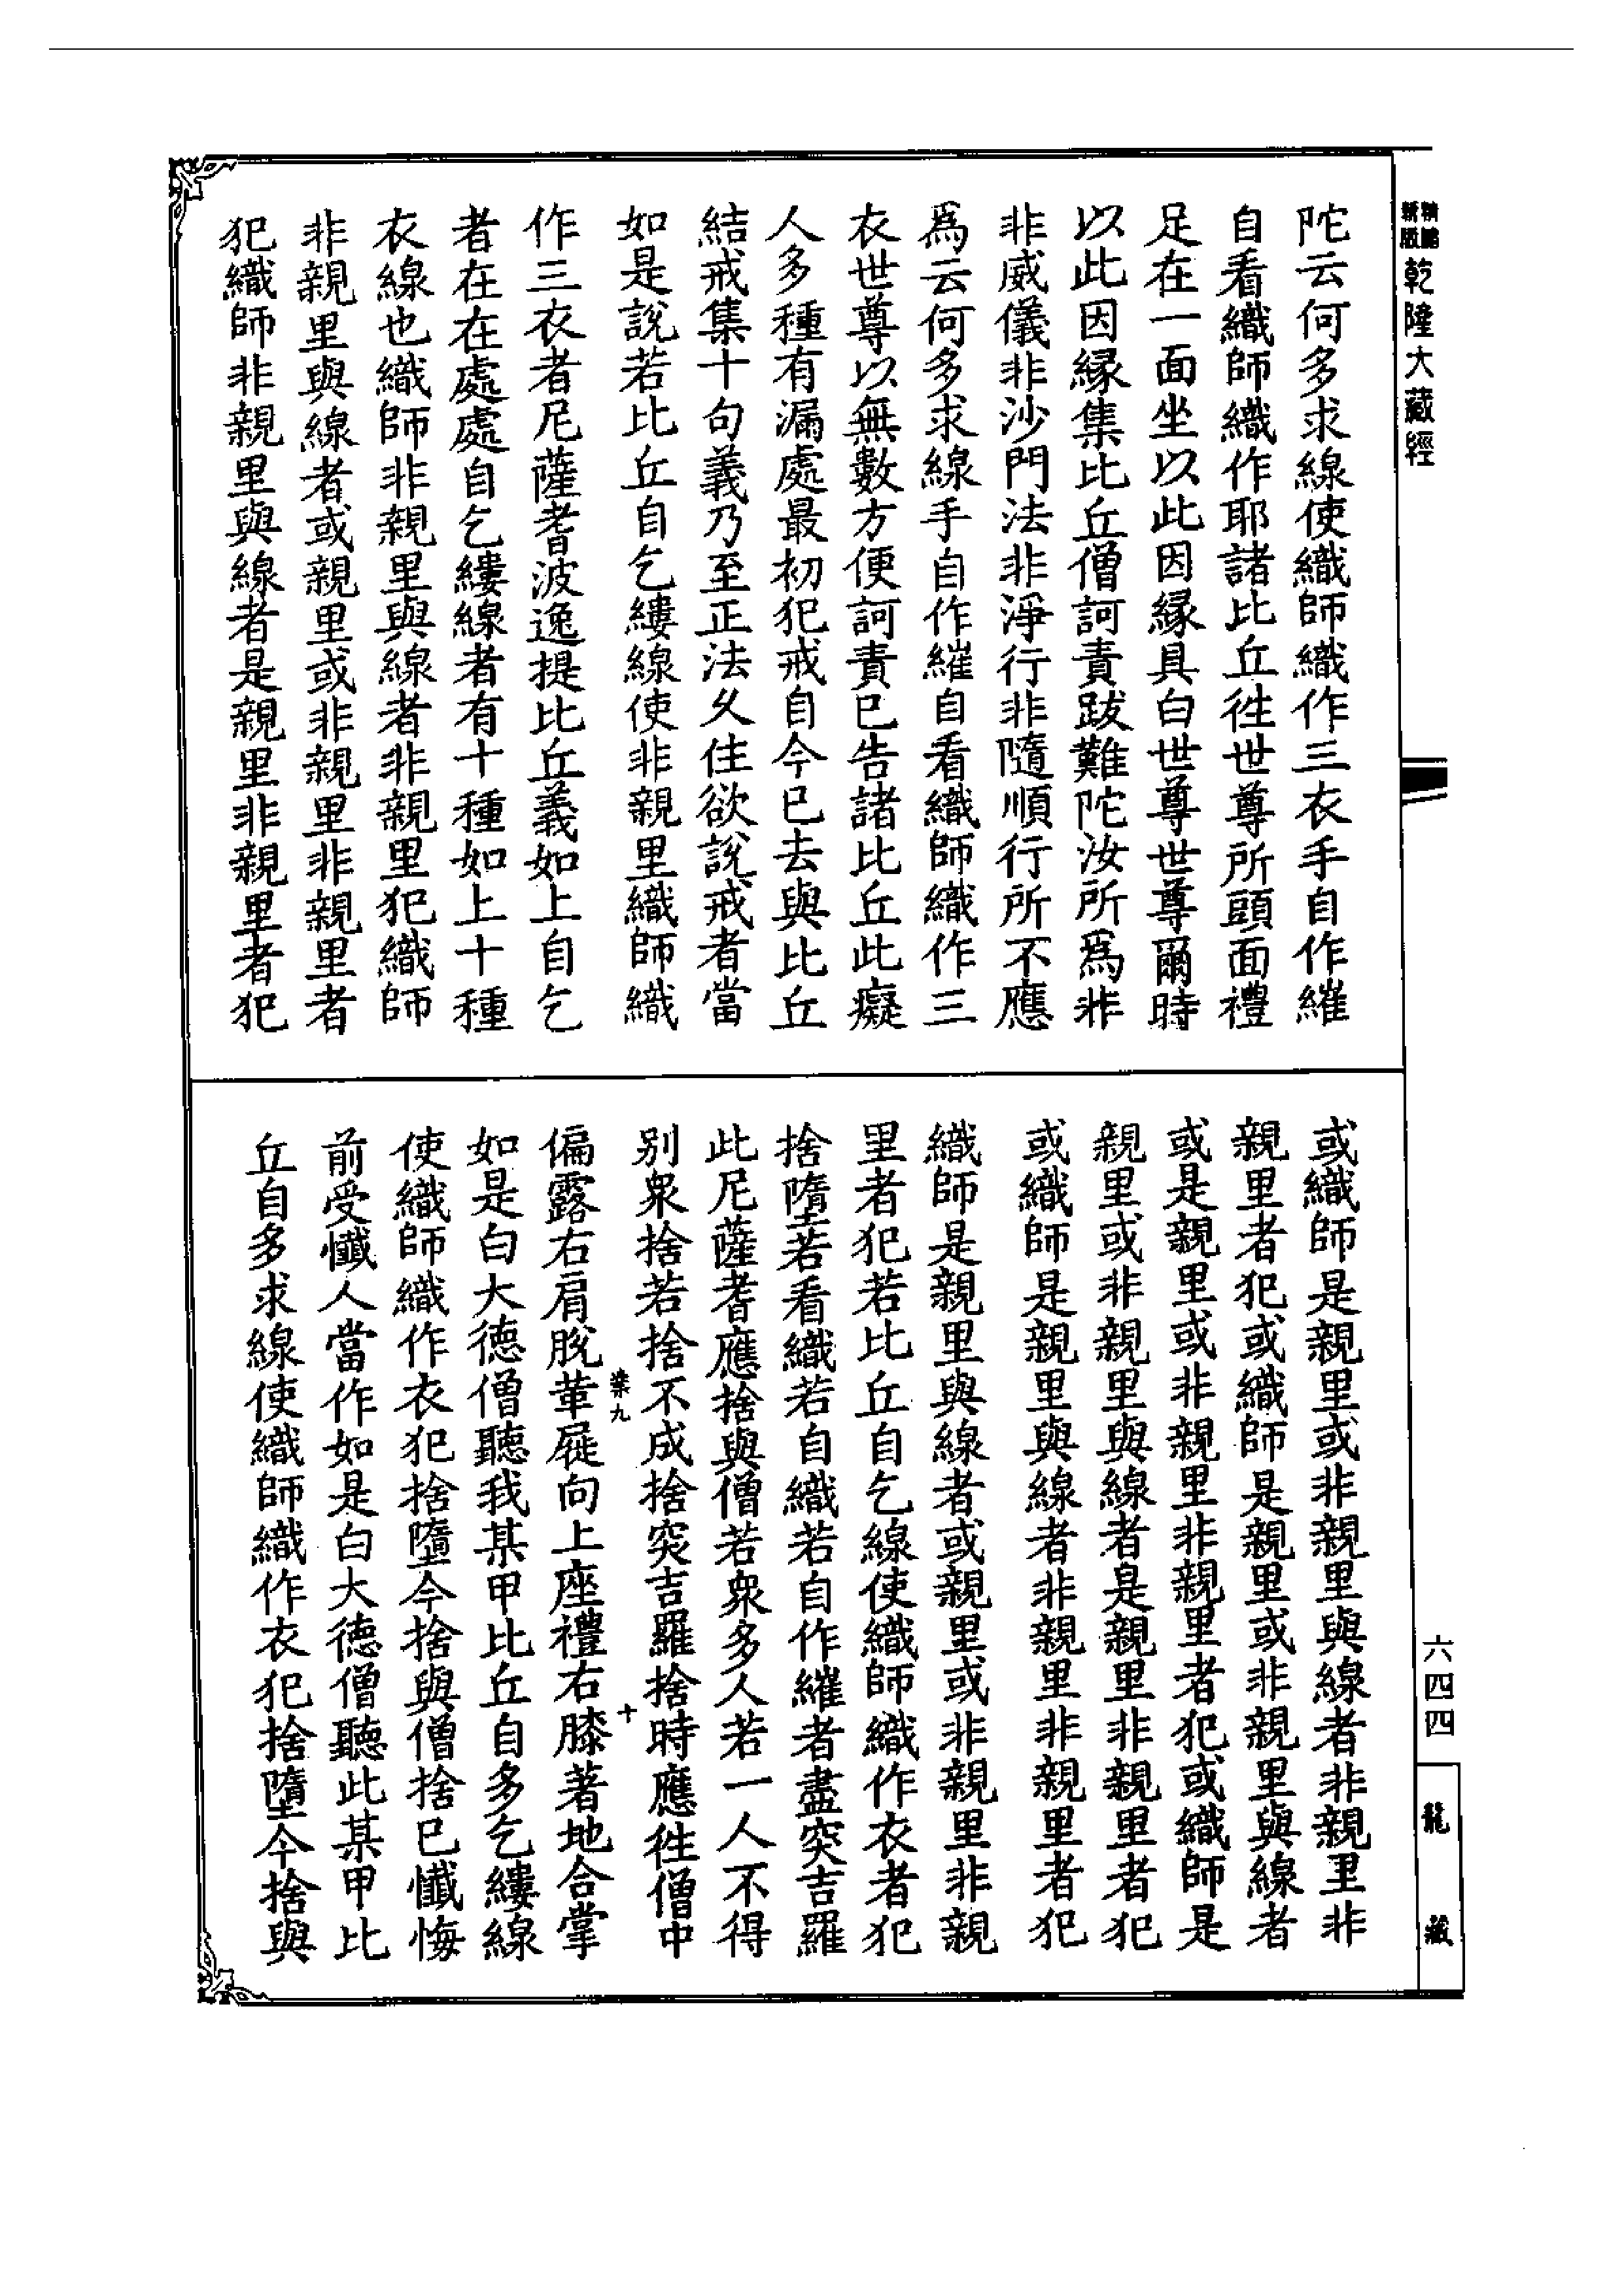 乾隆大藏經
陀云何多求線使織師織作三衣手自作繀
自看織師織作耶諸比丘徃世尊所頭面禮
足在一面坐以此因縁具白世尊世尊爾時
以此因縁集比丘僧訶責跋難陀汝所爲非
非威儀非沙門法非淨行非隨順行所不應
爲云何多求線手自作繀自看織師織作三
衣世尊以無數方便訶責已告諸比丘此癡
人多種有漏處最初犯戒自今已去與比丘
結戒集十句義乃至正法久住欲說戒者當
如是說若比丘自乞縷線使非親里織師織
作三衣者尼薩耆波逸提比丘義如上自乞
者在在處處自乞縷線者有十種如上十種
衣線也織師非親里與線者非親里犯織師
非親里與線者或親里或非親里非親里者
犯織師非親里與線者是親里非親里者犯
或織師是親里或非親里與線者非親里非
親里者犯或織師是親里或非親里與線者
或是親里或非親里非親里者犯或織師是
親里或非親里與線者是親里非親里者犯
或織師是親里與線者非親里非親里者犯
織師是親里與線者或親里或非親里非親
里者犯若比丘自乞線使織師織作衣者犯
捨墮若看織若自織若自作繀者盡突吉羅
此尼薩耆應捨與僧若衆多人若一人不得
别衆捨若捨不成捨突吉羅捨時應徃僧中
業九
十
偏露右肩脫革屣向上座禮右膝著地合掌
如是白大德僧聽我某甲比丘自多乞縷線
使織師織作衣犯捨墮今捨與僧捨已懺悔
前受懺人當作如是白大德僧聽此某甲比
丘自多求線使織師織作衣犯捨墮今捨與
六四四
龍藏